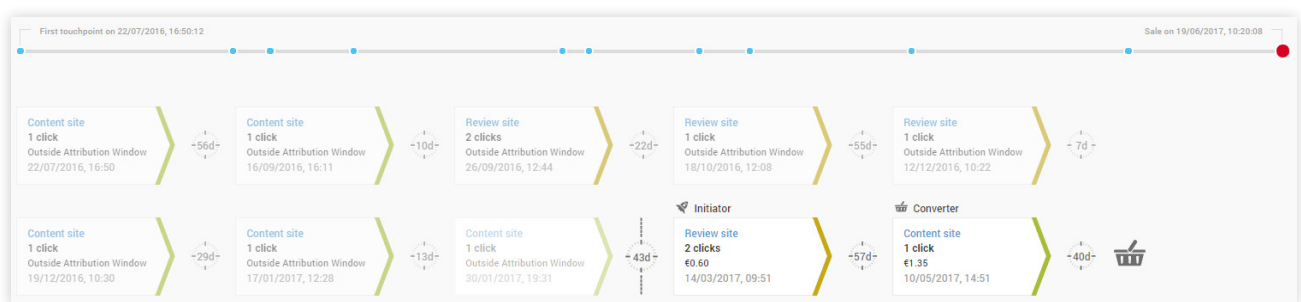 First touchpoint on 22/07/2016, 16:50:12
Sale on 19/06/2017, 10:20:08
Content site
1 click
Outside Attribution Window
22/07/2016, 16:50
-56d-
Content site
1 click
Outside Attribution Window
16/09/2016, 16:11
-10d-
Review site
2 clicks
Outside Attribution Window
26/09/2016, 12:44
-22d-
Review site
1 click
Outside Attribution Window
18/10/2016, 12:08
-55d-
Review site
1 click
Outside Attribution Window
12/12/2016, 10:22
- 7d -
Content site
1 click
Outside Attribution Window
19/12/2016, 10:30
-29d-
Content site
1 click
Outside Attribution Window
17/01/2017, 12:28
-13d-
Content site
1 click
Outside Attribution Window
30/01/2017, 19:31
-43d-
Initiator
Review site
2 clicks
€0.60
14/03/2017, 09:51
-57d-
Converter
Content site
1 click
€1.35
10/05/2017, 14:51
-40d-